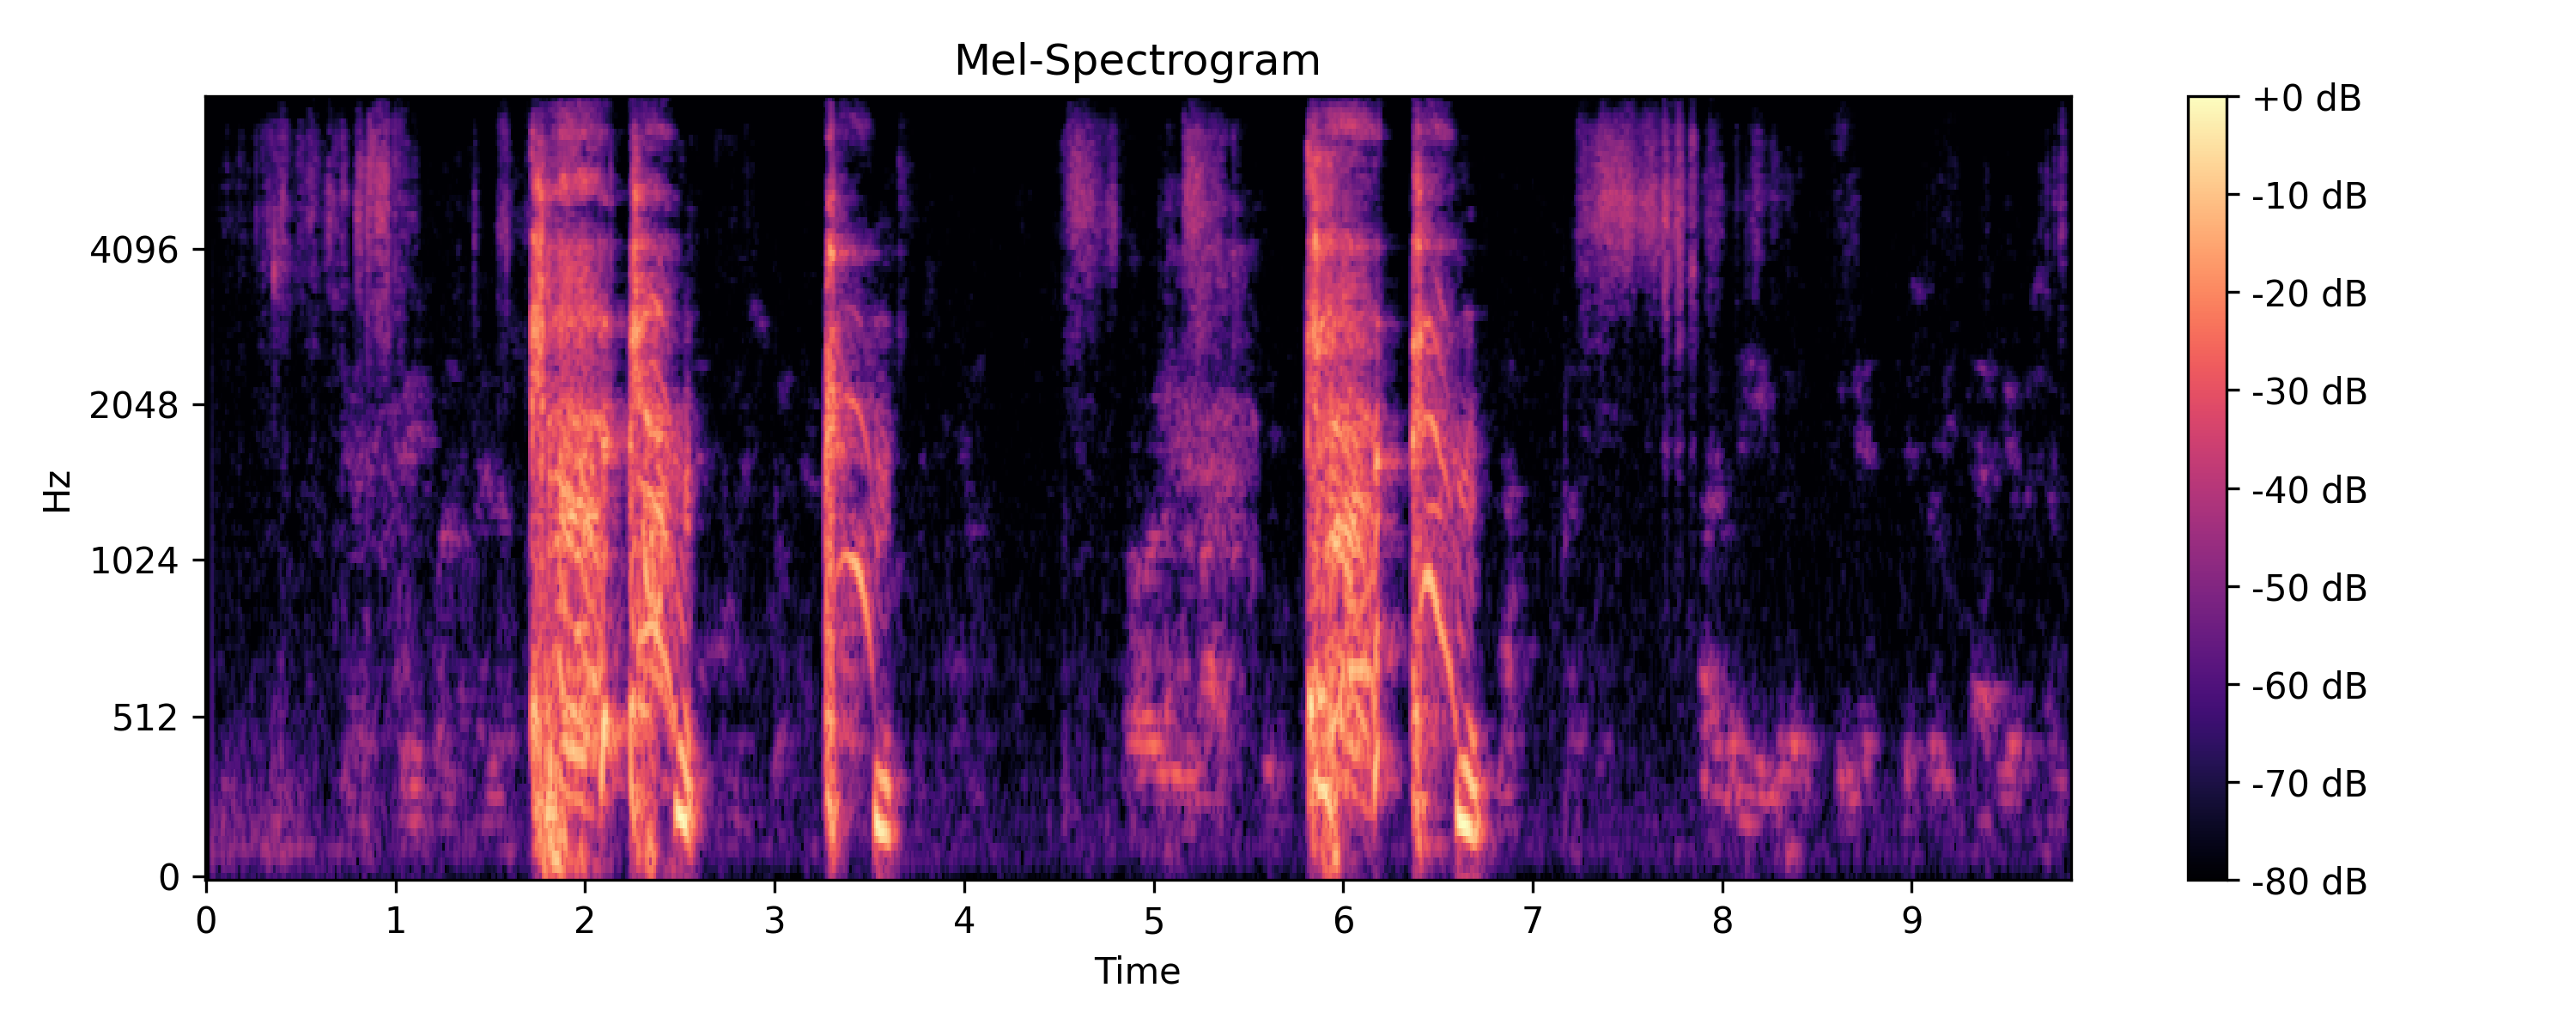 Mel-Spectrogram
+0 dB
-10 dB
-20 dB
-30 dB
-40 dB
-50 dB
-60 dB
-70 dB
-80 dB
Hz
4096
2048
1024
512
0
0 1 2 3 4 5 6 7 8 9
Time